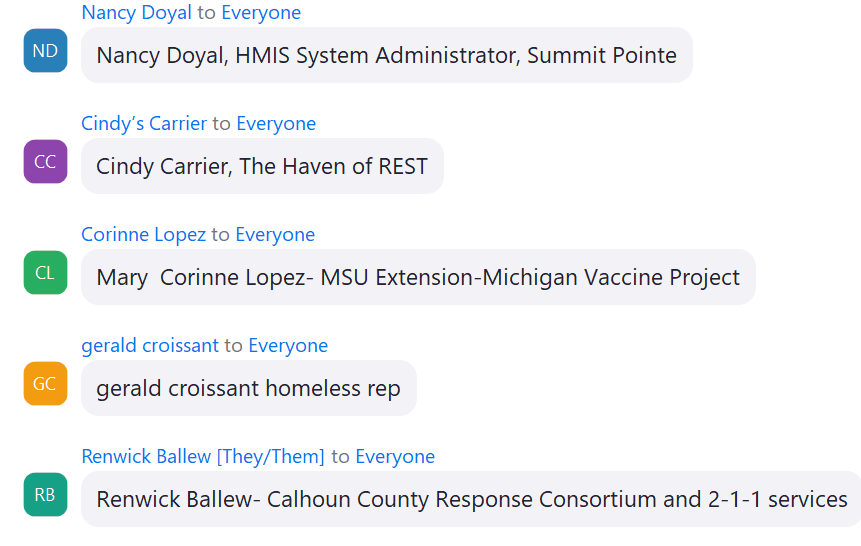 Nancy Doyal to Everyone
ND
Nancy Doyal, HMIS System Administrator, Summit Pointe
Cindy’s Carrier to Everyone
CC
Cindy Carrier, The Haven of REST
Corinne Lopez to Everyone
CL
Mary  Corinne Lopez- MSU Extension-Michigan Vaccine Project
gerald croissant to Everyone
GC
gerald croissant homeless rep
Renwick Ballew [They/Them] to Everyone
RB
Renwick Ballew- Calhoun County Response Consortium and 2-1-1 services